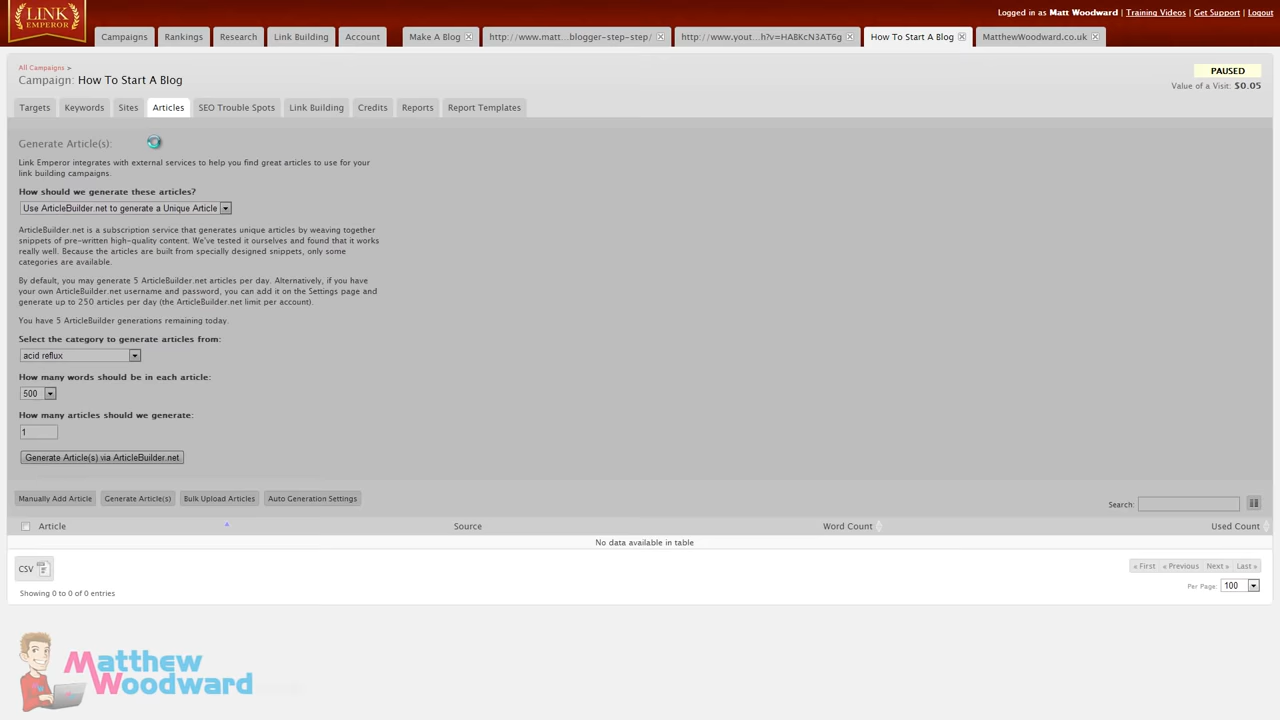 LINK
EMPEROR
Logged in as Matt Woodward | Training Videos | Get Support | Logout
Campaigns Rankings Research Link Building Account Make A Blog http://www.matt...blogger-step-step/ http://www.yout...h?v=HABKcN3AT6g How To Start A Blog MatthewWoodward.co.uk
All Campaigns >
Campaign: How To Start A Blog
PAUSED
Value of a Visit: $0.05
Targets Keywords Sites Articles SEO Trouble Spots Link Building Credits Reports Report Templates
Generate Article(s):
Link Emperor integrates with external services to help you find great articles to use for your
link building campaigns.
How should we generate these articles?
Use ArticleBuilder.net to generate a Unique Article
ArticleBuilder.net is a subscription service that generates unique articles by weaving together
snippets of pre-written high-quality content. We've tested it ourselves and found that it works
really well. Because the articles are built from specially designed snippets, only some
categories are available.
By default, you may generate 5 ArticleBuilder.net articles per day. Alternatively, if you have
your own ArticleBuilder.net username and password, you can add it on the Settings page and
generate up to 250 articles per day (the ArticleBuilder.net limit per account).
You have 5 ArticleBuilder generations remaining today.
Select the category to generate articles from:
acid reflux
How many words should be in each article:
500
How many articles should we generate:
1
Generate Article(s) via ArticleBuilder.net
Manually Add Article Generate Article(s) Bulk Upload Articles Auto Generation Settings Search:
Article Source Word Count Used Count
No data available in table
CSV « First « Previous Next » Last »
Per Page: 100
Showing 0 to 0 of 0 entries
Matthew
Woodward